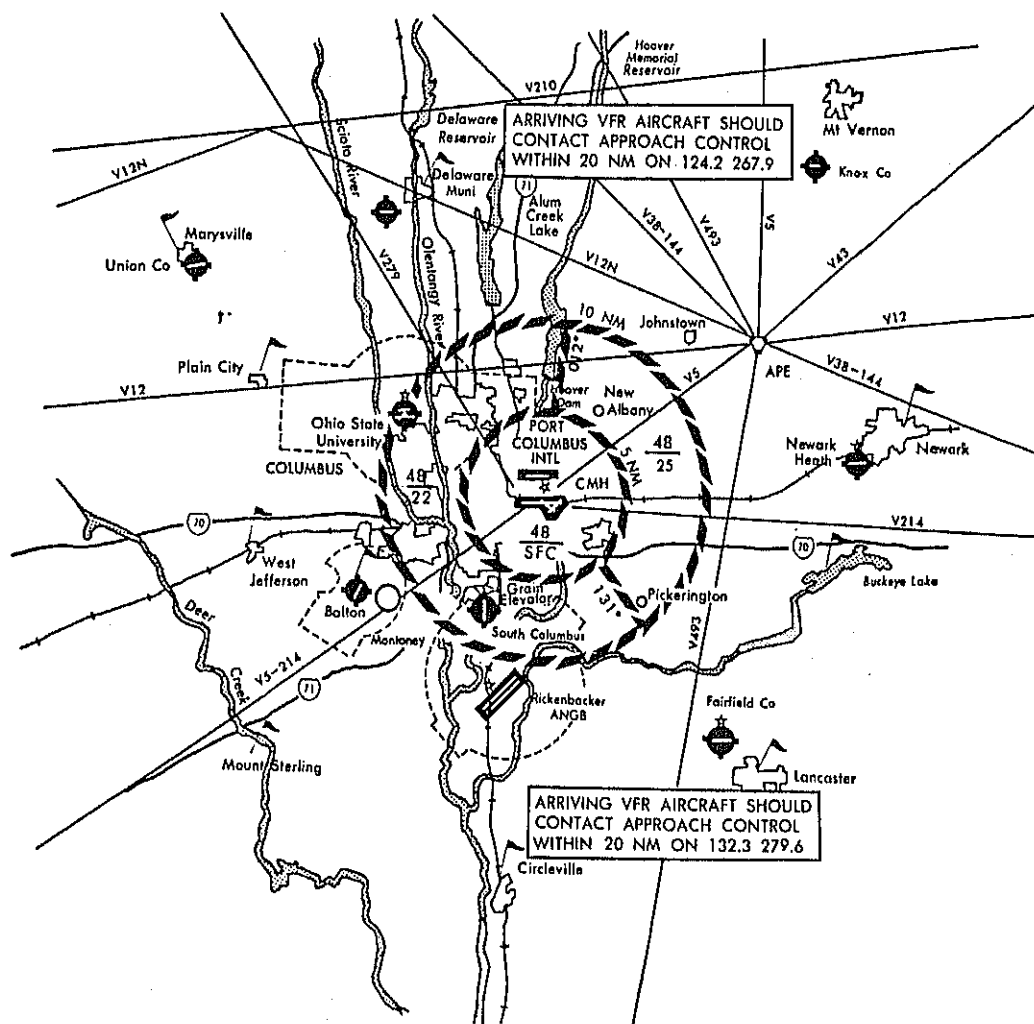 Hoover
Memorial
Reservoir
V210
Mt Vernon
Delaware
Reservoir
ARRIVING VFR AIRCRAFT SHOULD
CONTACT APPROACH CONTROL
WITHIN 20 NM ON 124.2 267.9
Scioto River
V12N
Delaware
Muni
71
Alum
Creek
Lake
Knox Co
V5
V493
V38-144
V43
V12N
Marysville
Union Co
V279
Olentangy River
10 NM
Johnstown
V12
Plain City
V12
012°
V5
APE
V38-144
Hoover
Dam
New
Albany
Ohio State
University
PORT
COLUMBUS
INTL
48
25
5 NM
Newark
Heath
Newark
COLUMBUS
48
22
CMH
70
48
SFC
V214
70
West
Jefferson
Buckeye Lake
Bolton
Grain
Elevator
131°
Pickerington
Deer
Creek
Montoney
South Columbus
V5-214
71
V493
Rickenbacker
ANGB
Fairfield Co
Mount Sterling
Lancaster
ARRIVING VFR AIRCRAFT SHOULD
CONTACT APPROACH CONTROL
WITHIN 20 NM ON 132.3 279.6
Circleville